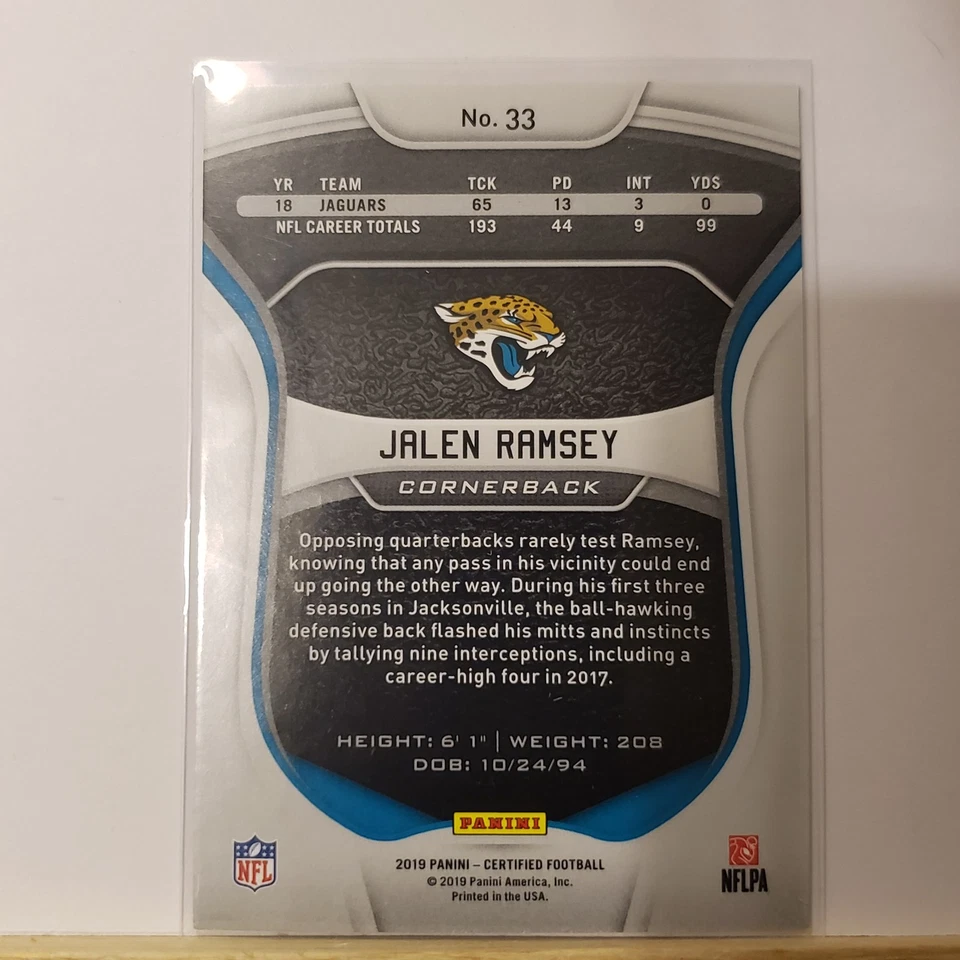 No. 33
YR TEAM TCK PD INT YDS
18 JAGUARS 65 13 3 0
NFL CAREER TOTALS 193 44 9 99
JALEN RAMSEY
CORNERBACK
Opposing quarterbacks rarely test Ramsey,
knowing that any pass in his vicinity could end
up going the other way. During his first three
seasons in Jacksonville, the ball-hawking
defensive back flashed his mitts and instincts
by tallying nine interceptions, including a
career-high four in 2017.
HEIGHT: 6' 1" | WEIGHT: 208
DOB: 10/24/94
PANINI
NFL
2019 PANINI – CERTIFIED FOOTBALL
© 2019 Panini America, Inc.
Printed in the USA.
NFLPA